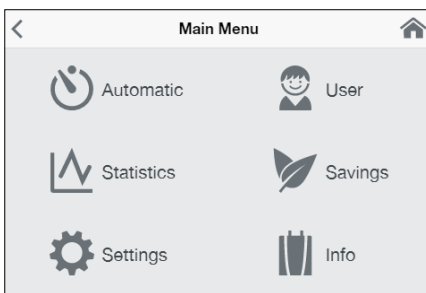 Main Menu
Automatic
User
Statistics
Savings
Settings
Info